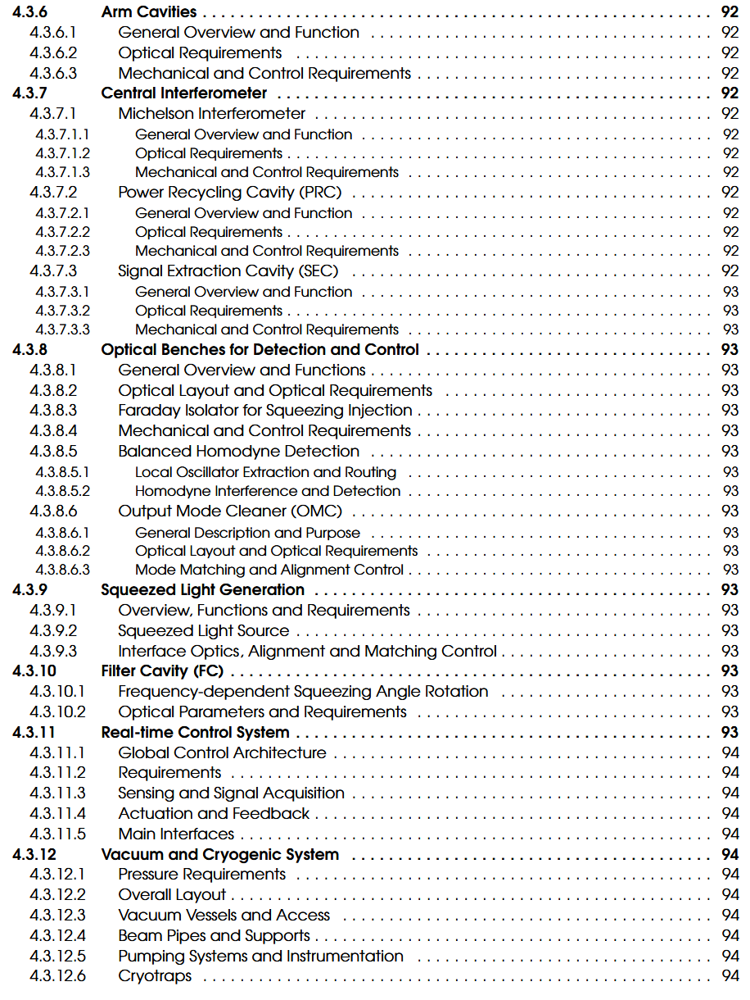 4.3.6 Arm Cavities . . . . . . . . . . . . . . . . . . . . 92
4.3.6.1 General Overview and Function . . . . . . . . . . . . . . . . . . . . 92
4.3.6.2 Optical Requirements . . . . . . . . . . . . . . . . . . . . 92
4.3.6.3 Mechanical and Control Requirements . . . . . . . . . . . . . . . . . . . . 92
4.3.7 Central Interferometer . . . . . . . . . . . . . . . . . . . . 92
4.3.7.1 Michelson Interferometer . . . . . . . . . . . . . . . . . . . . 92
4.3.7.1.1 General Overview and Function . . . . . . . . . . . . . . . . . . . . 92
4.3.7.1.2 Optical Requirements . . . . . . . . . . . . . . . . . . . . 92
4.3.7.1.3 Mechanical and Control Requirements . . . . . . . . . . . . . . . . . . . . 92
4.3.7.2 Power Recycling Cavity (PRC) . . . . . . . . . . . . . . . . . . . . 92
4.3.7.2.1 General Overview and Function . . . . . . . . . . . . . . . . . . . . 92
4.3.7.2.2 Optical Requirements . . . . . . . . . . . . . . . . . . . . 92
4.3.7.2.3 Mechanical and Control Requirements . . . . . . . . . . . . . . . . . . . . 92
4.3.7.3 Signal Extraction Cavity (SEC) . . . . . . . . . . . . . . . . . . . . 92
4.3.7.3.1 General Overview and Function . . . . . . . . . . . . . . . . . . . . 93
4.3.7.3.2 Optical Requirements . . . . . . . . . . . . . . . . . . . . 93
4.3.7.3.3 Mechanical and Control Requirements . . . . . . . . . . . . . . . . . . . . 93
4.3.8 Optical Benches for Detection and Control . . . . . . . . . . . . . . . . . . . . 93
4.3.8.1 General Overview and Functions . . . . . . . . . . . . . . . . . . . . 93
4.3.8.2 Optical Layout and Optical Requirements . . . . . . . . . . . . . . . . . . . . 93
4.3.8.3 Faraday Isolator for Squeezing Injection . . . . . . . . . . . . . . . . . . . . 93
4.3.8.4 Mechanical and Control Requirements . . . . . . . . . . . . . . . . . . . . 93
4.3.8.5 Balanced Homodyne Detection . . . . . . . . . . . . . . . . . . . . 93
4.3.8.5.1 Local Oscillator Extraction and Routing . . . . . . . . . . . . . . . . . . . . 93
4.3.8.5.2 Homodyne Interference and Detection . . . . . . . . . . . . . . . . . . . . 93
4.3.8.6 Output Mode Cleaner (OMC) . . . . . . . . . . . . . . . . . . . . 93
4.3.8.6.1 General Description and Purpose . . . . . . . . . . . . . . . . . . . . 93
4.3.8.6.2 Optical Layout and Optical Requirements . . . . . . . . . . . . . . . . . . . . 93
4.3.8.6.3 Mode Matching and Alignment Control . . . . . . . . . . . . . . . . . . . . 93
4.3.9 Squeezed Light Generation . . . . . . . . . . . . . . . . . . . . 93
4.3.9.1 Overview, Functions and Requirements . . . . . . . . . . . . . . . . . . . . 93
4.3.9.2 Squeezed Light Source . . . . . . . . . . . . . . . . . . . . 93
4.3.9.3 Interface Optics, Alignment and Matching Control . . . . . . . . . . . . . . . . . . . . 93
4.3.10 Filter Cavity (FC) . . . . . . . . . . . . . . . . . . . . 93
4.3.10.1 Frequency-dependent Squeezing Angle Rotation . . . . . . . . . . . . . . . . . . . . 93
4.3.10.2 Optical Parameters and Requirements . . . . . . . . . . . . . . . . . . . . 93
4.3.11 Real-time Control System . . . . . . . . . . . . . . . . . . . . 93
4.3.11.1 Global Control Architecture . . . . . . . . . . . . . . . . . . . . 94
4.3.11.2 Requirements . . . . . . . . . . . . . . . . . . . . 94
4.3.11.3 Sensing and Signal Acquisition . . . . . . . . . . . . . . . . . . . . 94
4.3.11.4 Actuation and Feedback . . . . . . . . . . . . . . . . . . . . 94
4.3.11.5 Main Interfaces . . . . . . . . . . . . . . . . . . . . 94
4.3.12 Vacuum and Cryogenic System . . . . . . . . . . . . . . . . . . . . 94
4.3.12.1 Pressure Requirements . . . . . . . . . . . . . . . . . . . . 94
4.3.12.2 Overall Layout . . . . . . . . . . . . . . . . . . . . 94
4.3.12.3 Vacuum Vessels and Access . . . . . . . . . . . . . . . . . . . . 94
4.3.12.4 Beam Pipes and Supports . . . . . . . . . . . . . . . . . . . . 94
4.3.12.5 Pumping Systems and Instrumentation . . . . . . . . . . . . . . . . . . . . 94
4.3.12.6 Cryotraps . . . . . . . . . . . . . . . . . . . . 94